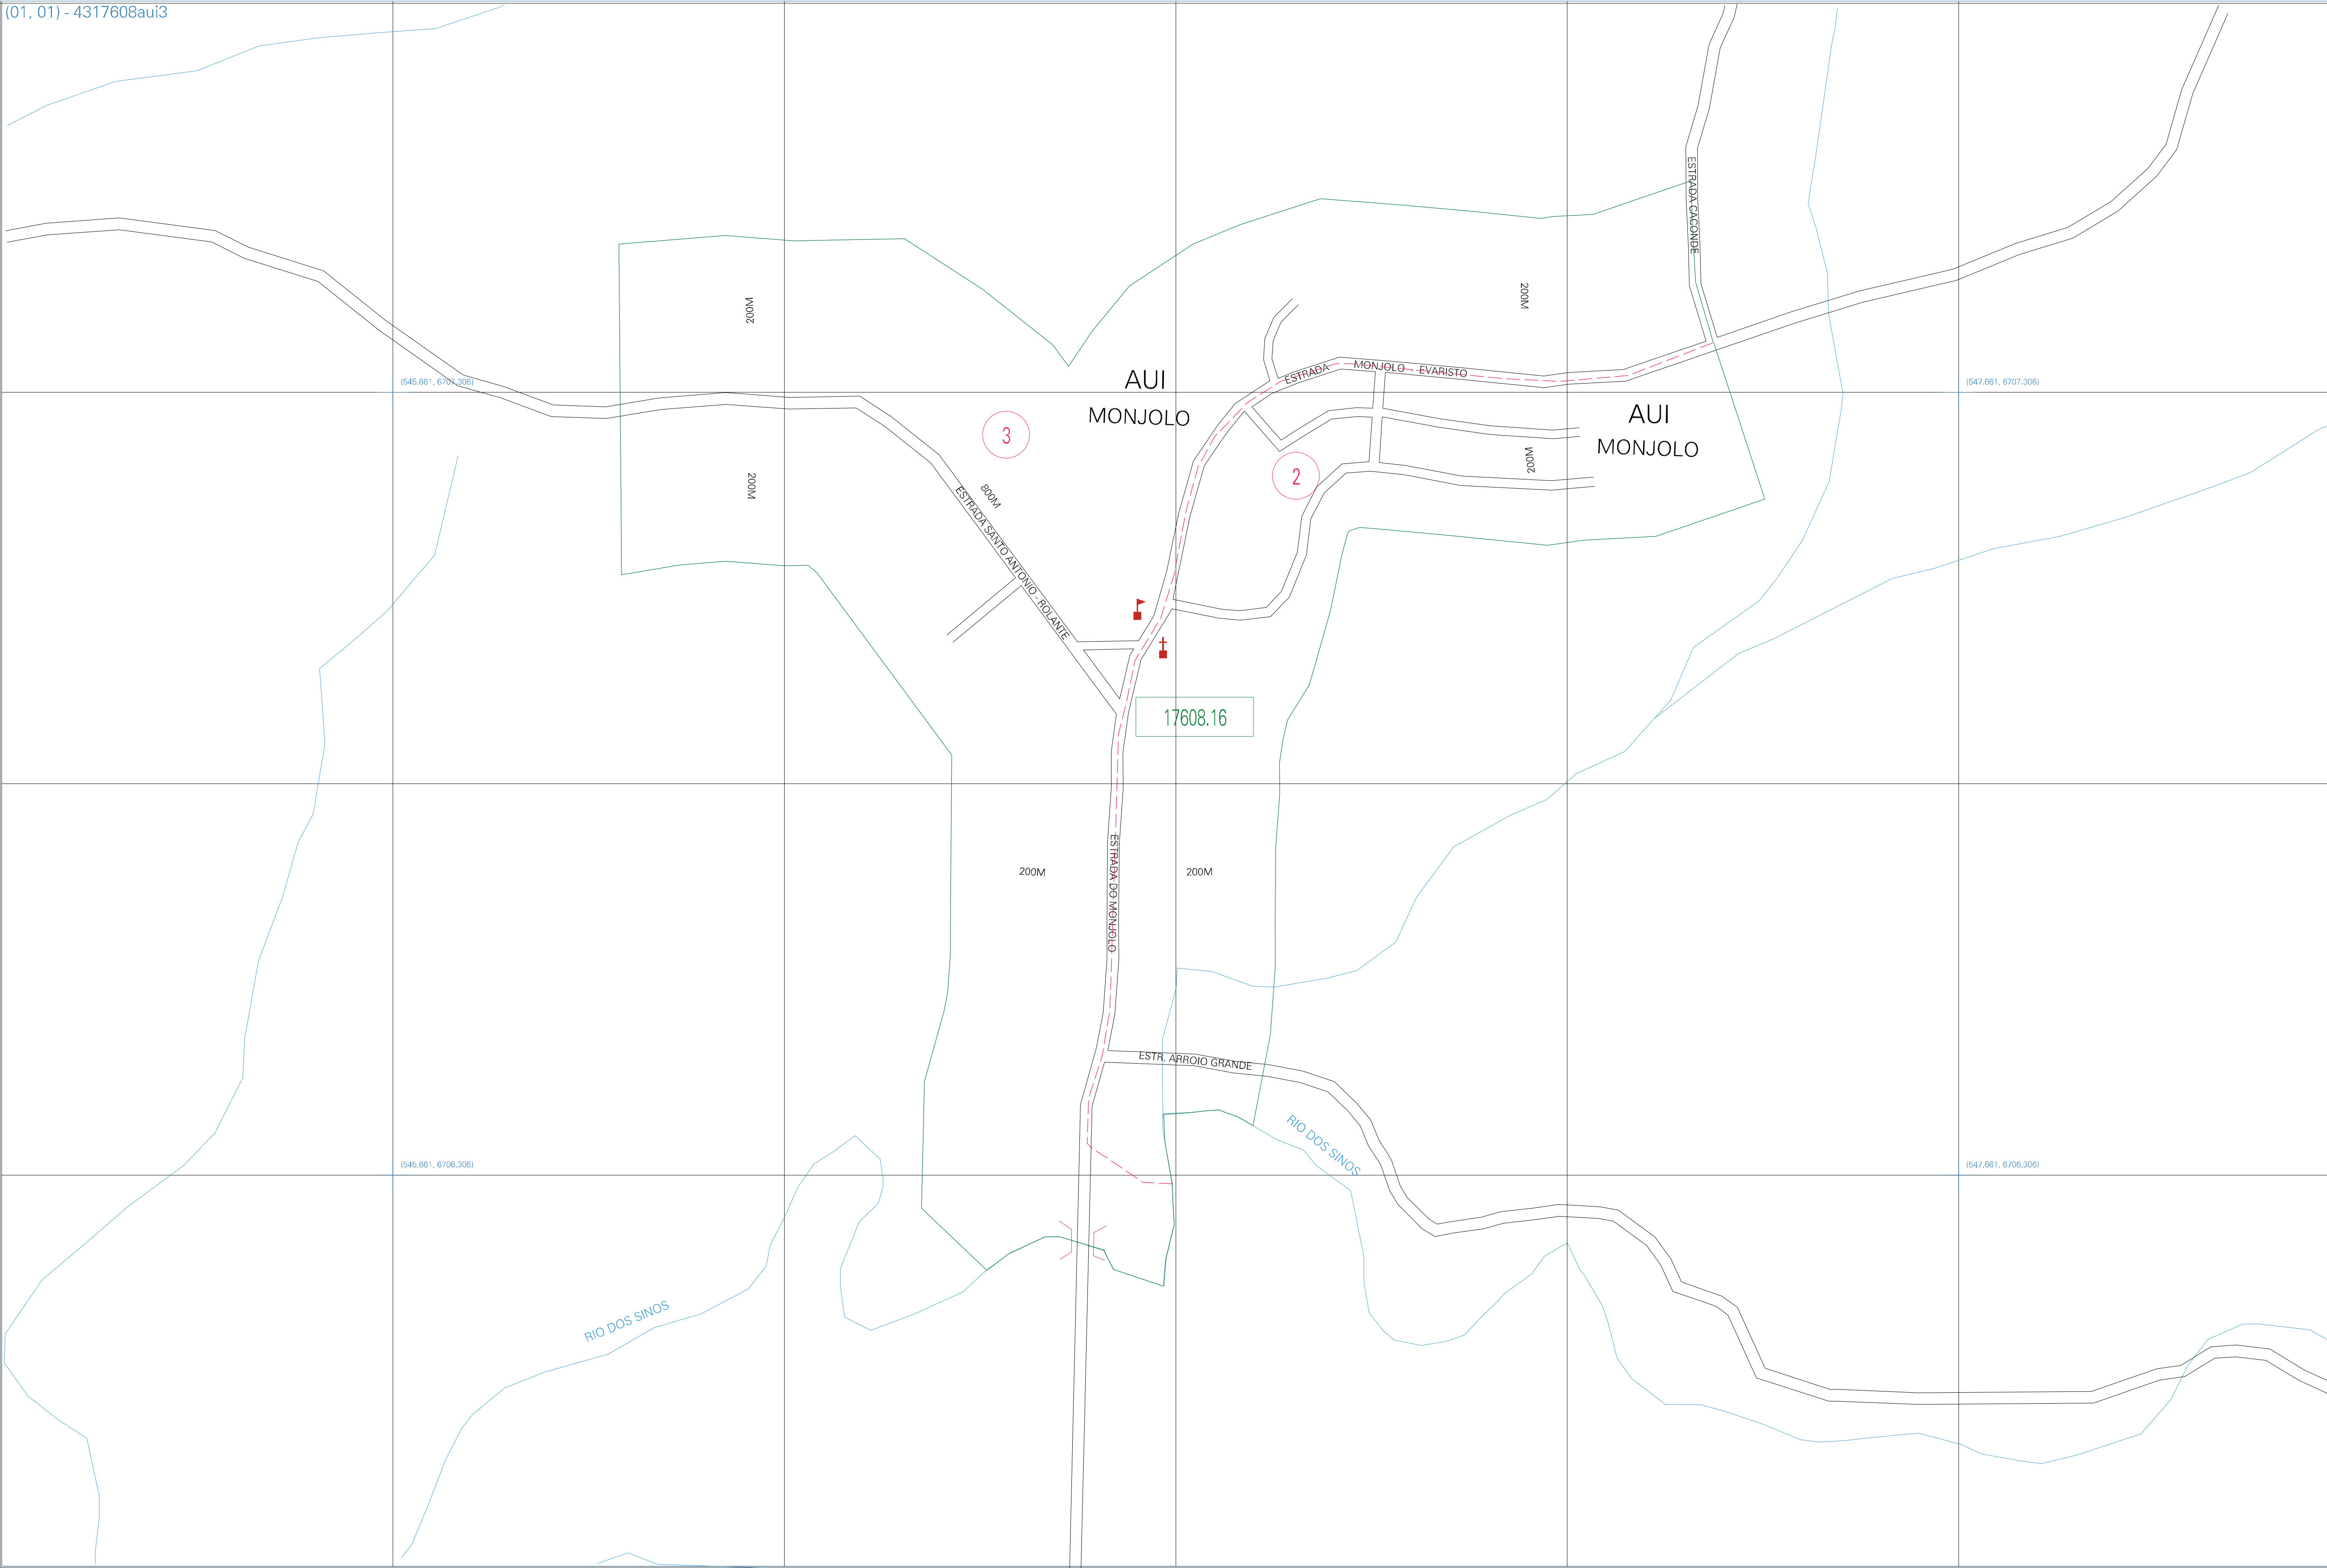 (01, 01) - 4317608aui3
ESTRADA CACONDE
200M
200M
ESTRADA
MONJOLO - EVARISTO
AUI
MONJOLO
(545.661, 6707.306)
(547.661, 6707.306)
AUI
MONJOLO
3
2
200M
200M
800M
ESTRADA SANTO ANTONIO - ROLANTE
17608.16
200M
200M
ESTRADA DO MONJOLO
ESTR. ARROIO GRANDE
RIO DOS SINOS
(545.661, 6706.306)
(547.661, 6706.306)
RIO DOS SINOS